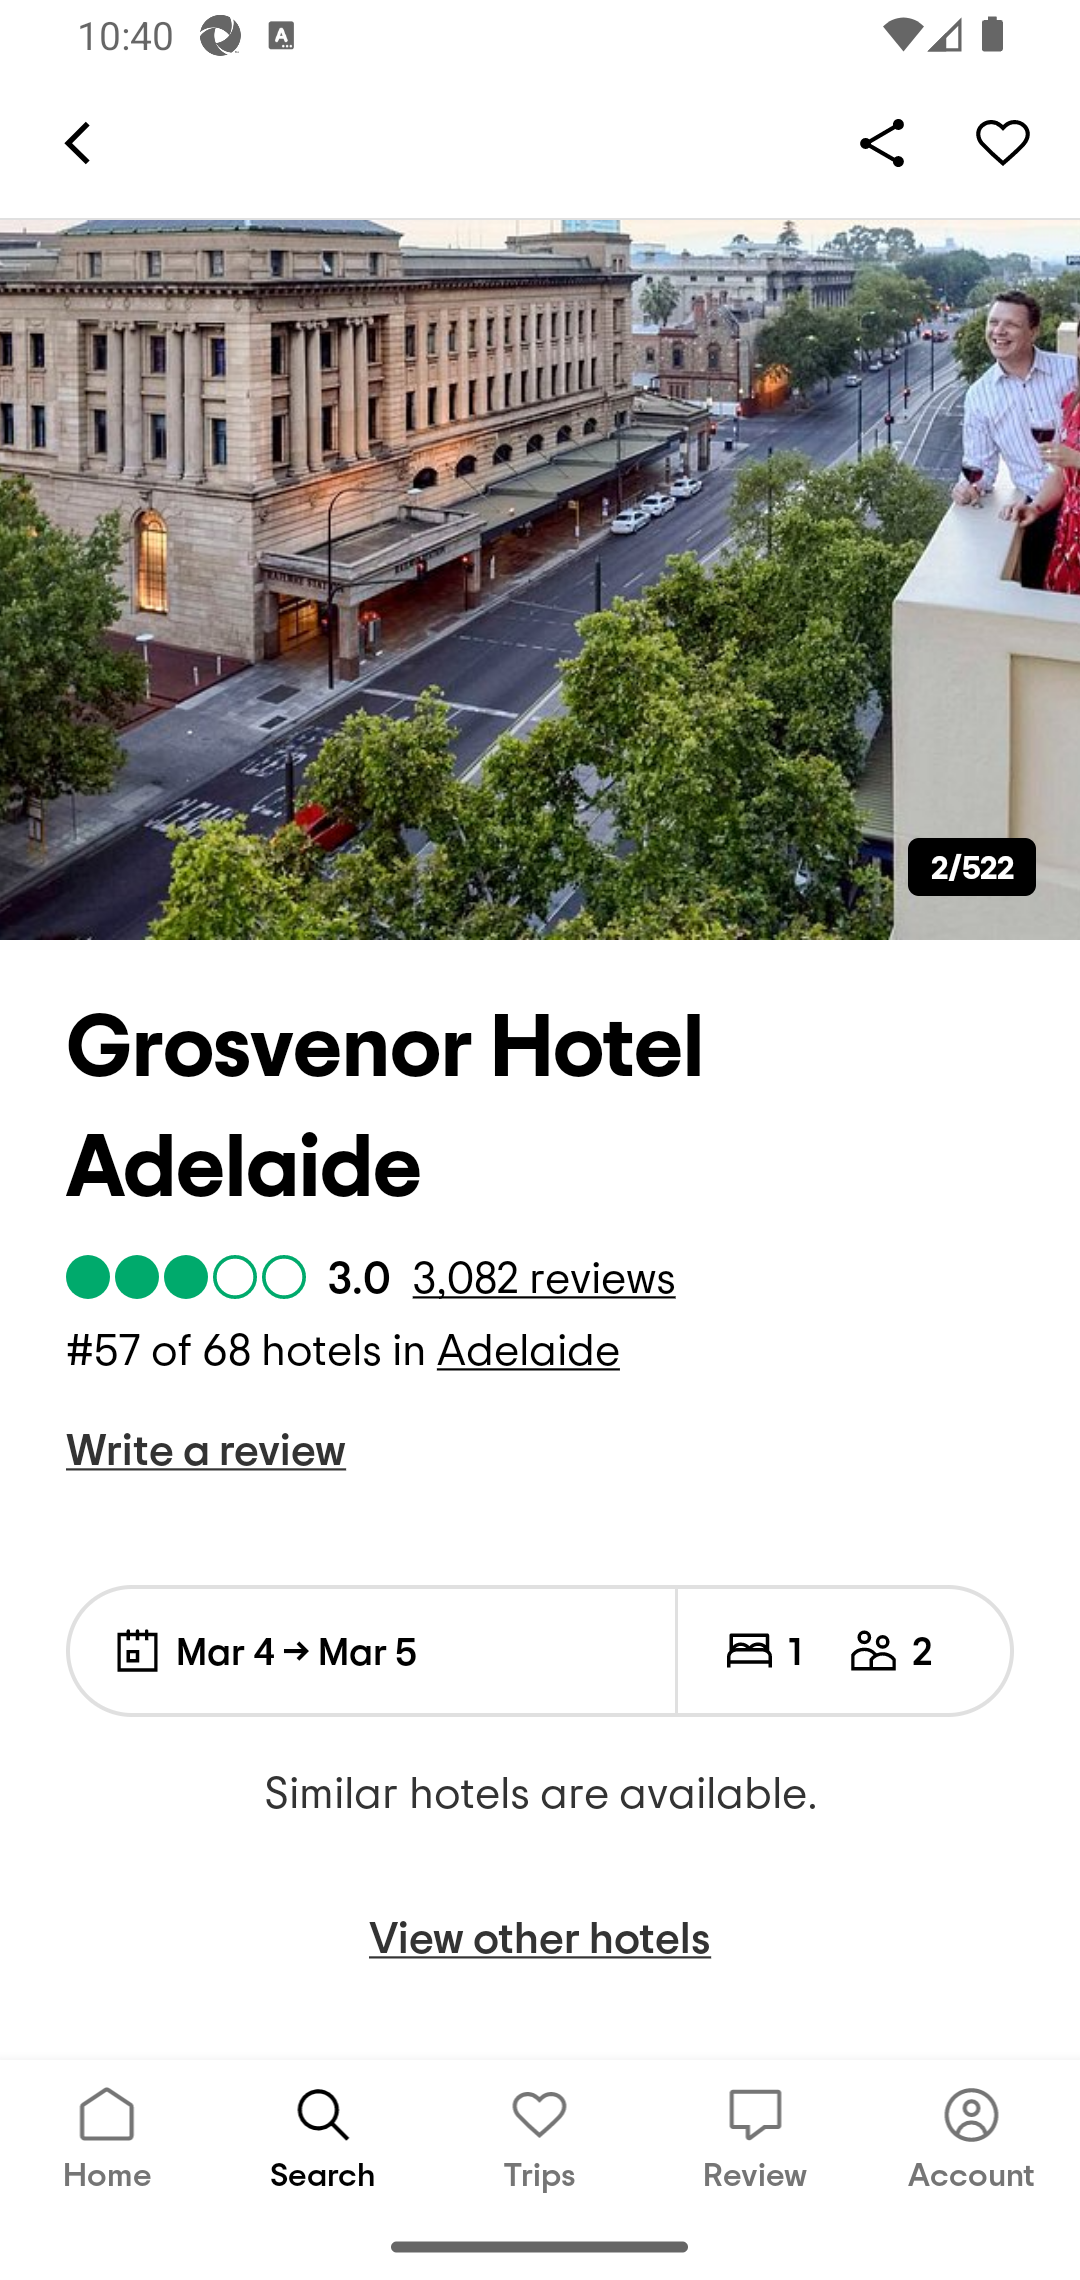 10:40
2/522
Grosvenor Hotel
Adelaide
3.0 3,082 reviews
#57 of 68 hotels in Adelaide
Write a review
Mar 4 → Mar 5 1 2
Similar hotels are available.
View other hotels
Home Search Trips Review Account